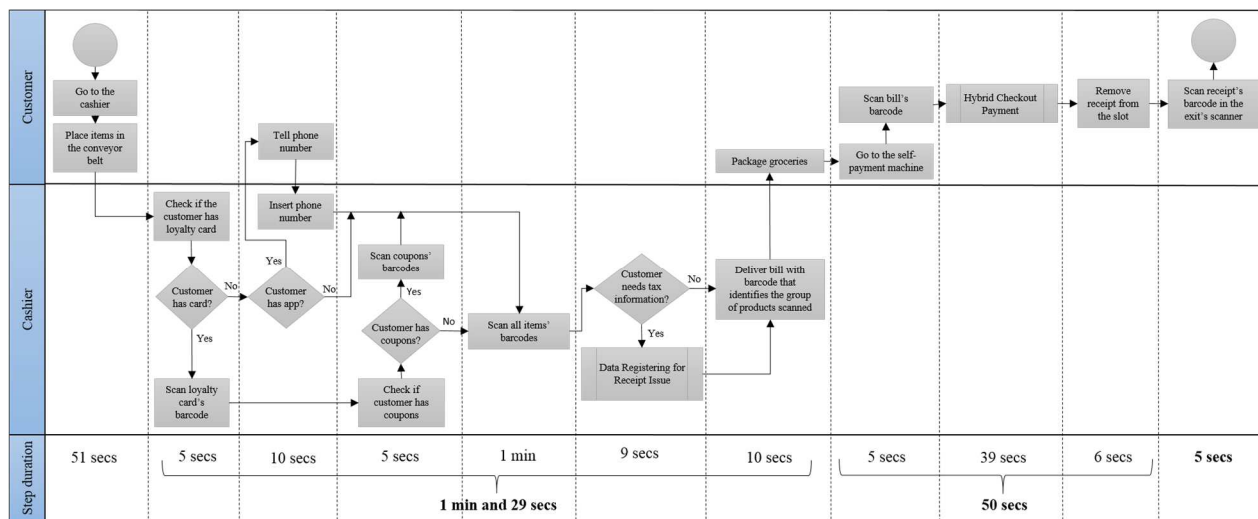 Customer
Go to the
cashier
Place items in
the conveyor
belt
Tell phone
number
Package groceries
Scan bill's
barcode
Go to the self-
payment machine
Hybrid Checkout
Payment
Remove
receipt from
the slot
Scan receipt's
barcode in the
exit's scanner
Cashier
Check if the
customer has
loyalty card
Customer
has card?
No
Yes
Scan loyalty
card's
barcode
Insert phone
number
Yes
Customer
has app?
No
Scan coupons'
barcodes
Yes
Customer has
coupons?
No
Check if
customer has
coupons
Scan all items'
barcodes
Customer
needs tax
information?
No
Yes
Data Registering for
Receipt Issue
Deliver bill with
barcode that
identifies the group
of products scanned
Step duration
51 secs
5 secs
10 secs
5 secs
1 min
9 secs
10 secs
5 secs
39 secs
6 secs
5 secs
1 min and 29 secs
50 secs